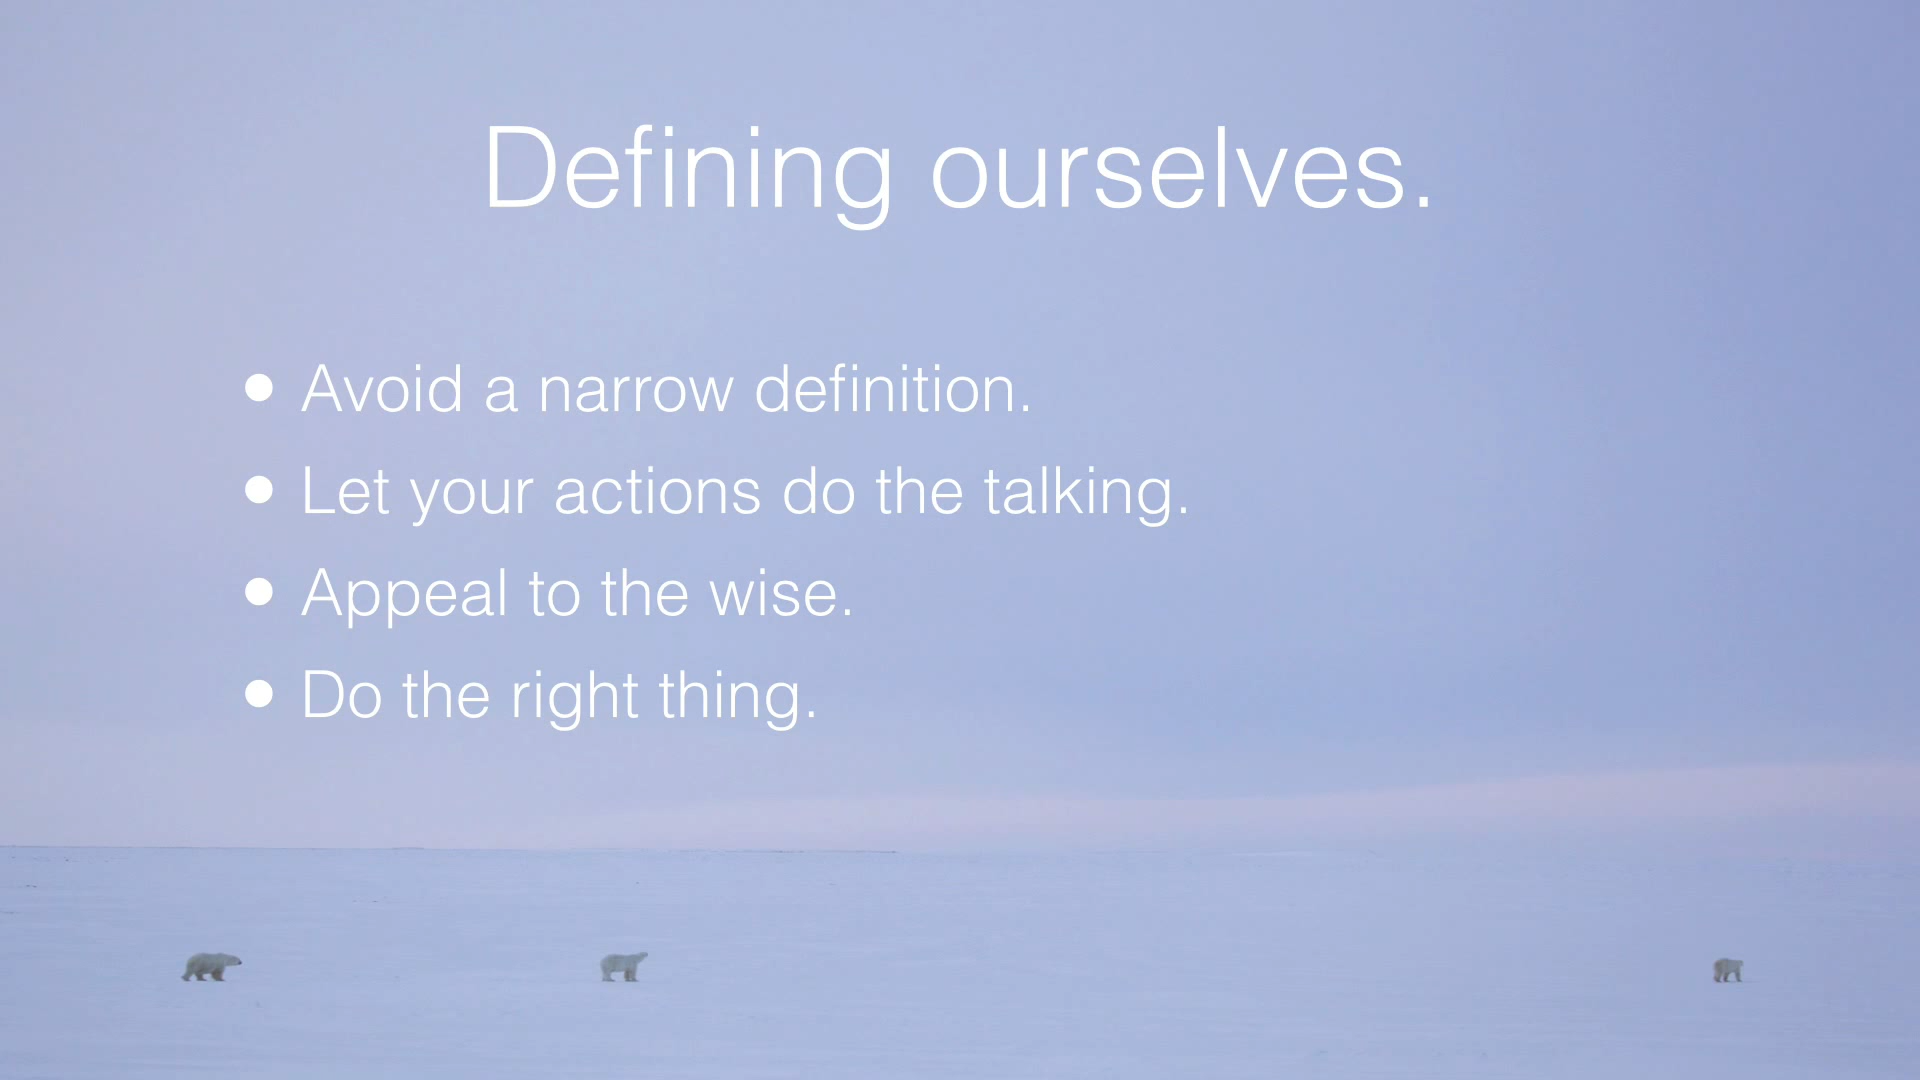 Defining ourselves.
• Avoid a narrow definition.
• Let your actions do the talking.
• Appeal to the wise.
• Do the right thing.